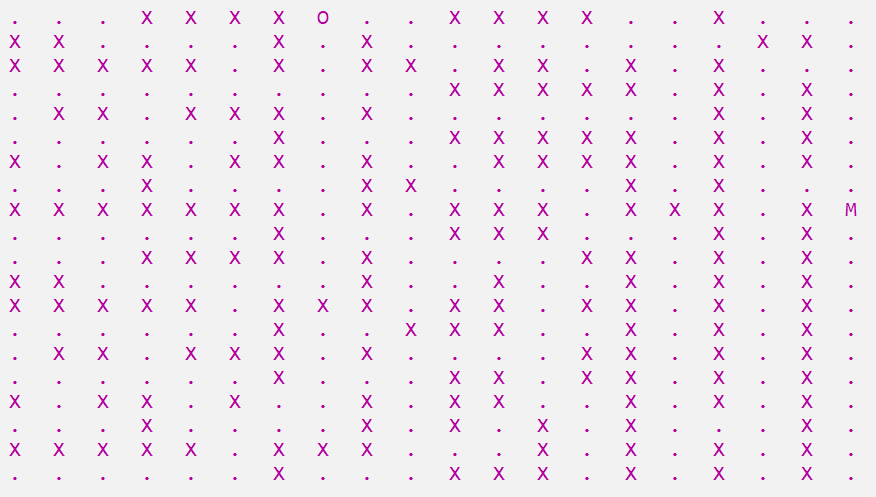 . . . X X X X O . . X X X X . . X . . .
X X . . . . X . X . . . . . . . . X X .
X X X X X . X . X X . X X . X . X . . .
. . . . . . . . . . X X X X X . X . X .
. X X . X X X . X . . . . . . . X . X .
. . . . . . X . . . X X X X X . X . X .
X . X X . X X . X . . X X X X . X . X .
. . . X . . . . X X . . . . X . X . . .
X X X X X X X . X . X X X . X X X . X M
. . . . . . X . . . X X X . . . X . X .
. . . X X X X . X . . . . X X . X . X .
X X . . . . . . X . . X . . X . X . X .
X X X X X . X X X . X X . X X . X . X .
. . . . . . X . . X X X . . X . X . X .
. X X . X X X . X . . . . X X . X . X .
. . . . . . X . . . X X . X X . X . X .
X . X X . X . . X . X X . . X . X . X .
. . . X . . . . X . X . X . X . . . X .
X X X X X . X X X . . . X . X . X . X .
. . . . . . X . . . X X X . X . X . X .